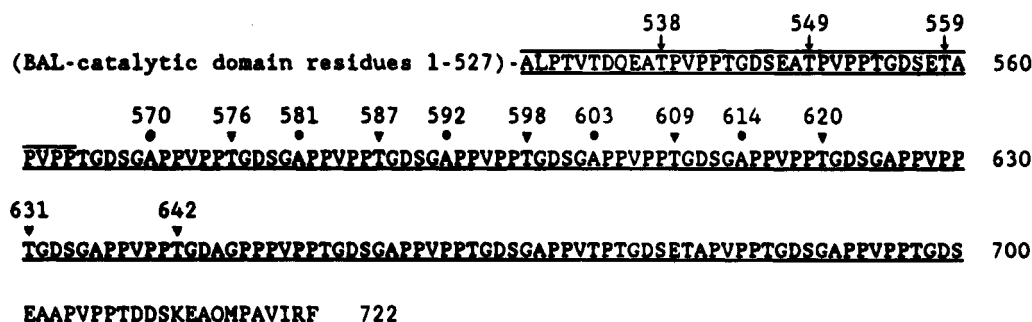 538 549 559
(BAL-catalytic domain residues 1-527)-ALPTVTDQEATPVPPTGDSEATPVPPTGDSETA 560
570 576 581 587 592 598 603 609 614 620
PVPPTGDSGAPPVPPTGDSGAPPVPPTGDSGAPPVPPTGDSGAPPVPPTGDSGAPPVPPTGDSGAPPVPP 630
631 642
TGDSGAPPVPPTGDAGPPPVPPTGDSGAPPVPPTGDSGAPPVTPTGDSETAPVPPTGDSGAPPVPPTGDS 700
EAAPVPPTDDSKEAOMPAVIRF 722